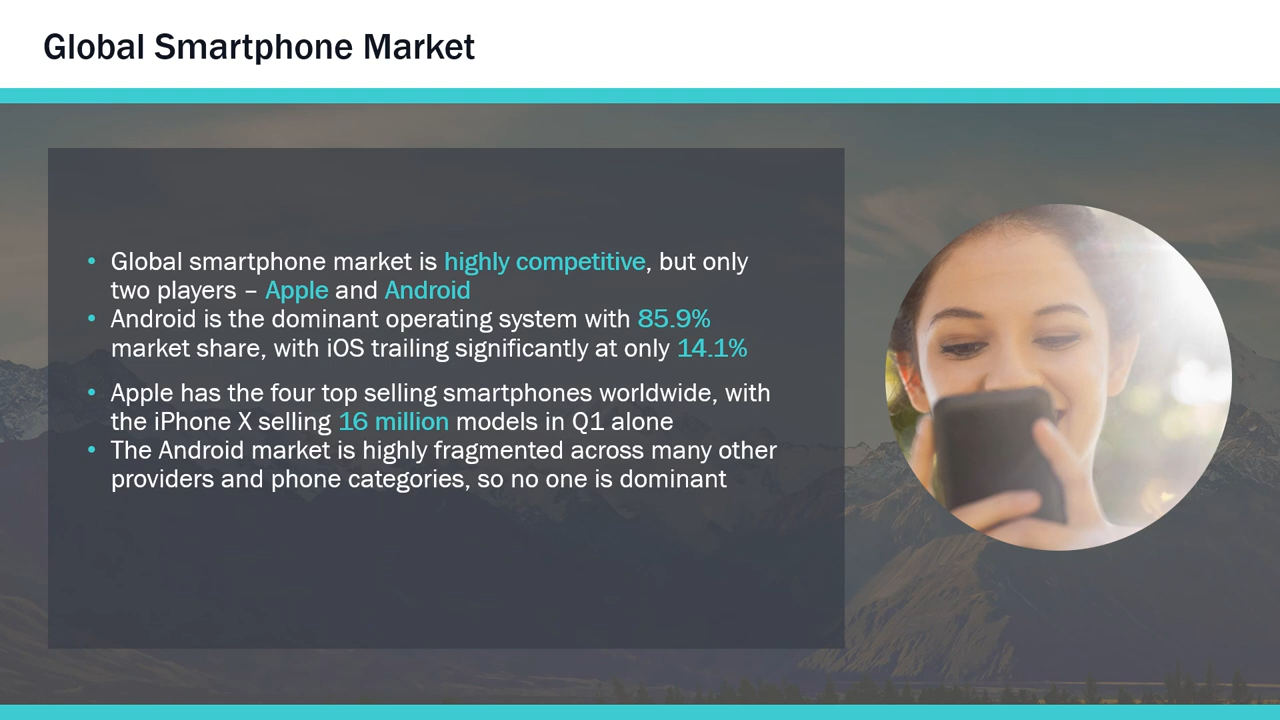 Global Smartphone Market
• Global smartphone market is highly competitive, but only
two players – Apple and Android
• Android is the dominant operating system with 85.9%
market share, with iOS trailing significantly at only 14.1%
• Apple has the four top selling smartphones worldwide, with
the iPhone X selling 16 million models in Q1 alone
• The Android market is highly fragmented across many other
providers and phone categories, so no one is dominant